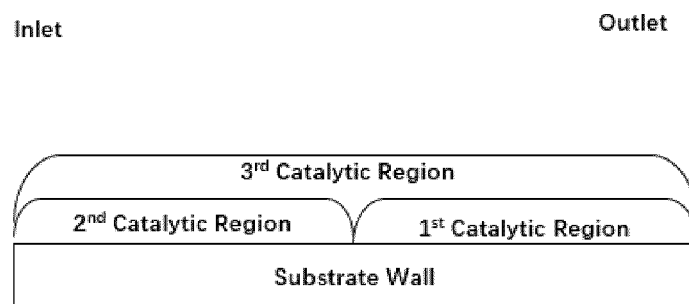 Inlet
Outlet
3rd Catalytic Region
2nd Catalytic Region
1st Catalytic Region
Substrate Wall